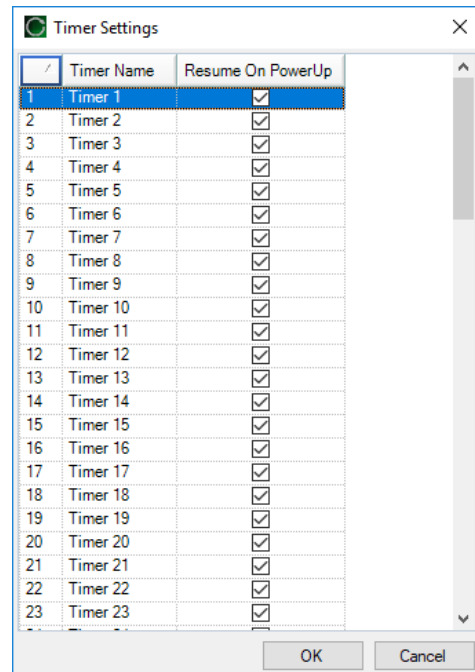 Timer Settings
Timer Name Resume On PowerUp
1 Timer 1
2 Timer 2
3 Timer 3
4 Timer 4
5 Timer 5
6 Timer 6
7 Timer 7
8 Timer 8
9 Timer 9
10 Timer 10
11 Timer 11
12 Timer 12
13 Timer 13
14 Timer 14
15 Timer 15
16 Timer 16
17 Timer 17
18 Timer 18
19 Timer 19
20 Timer 20
21 Timer 21
22 Timer 22
23 Timer 23
OK Cancel